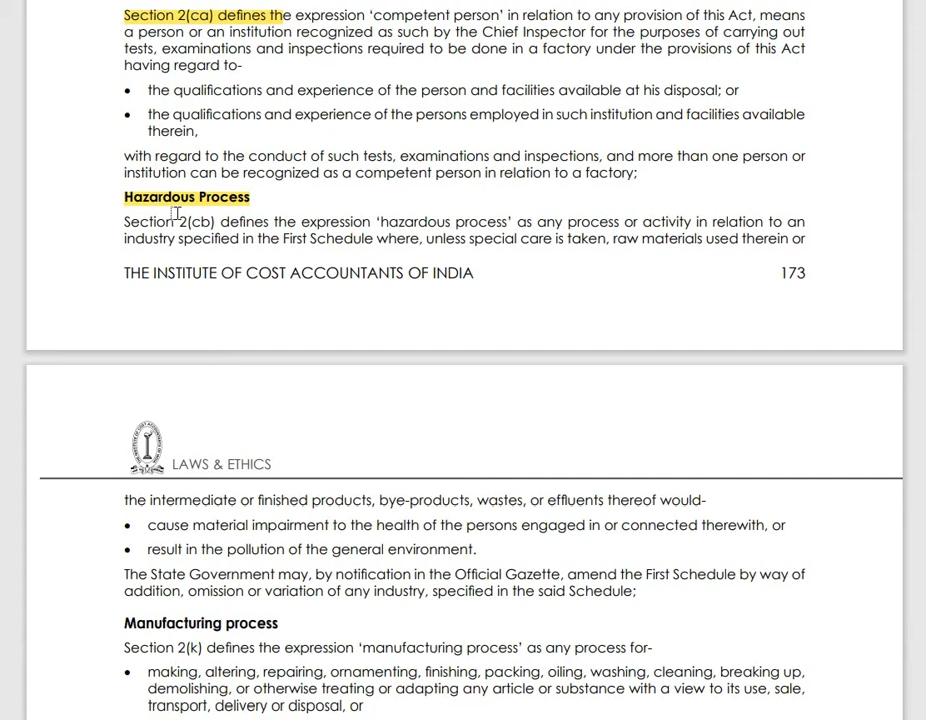 Section 2(ca) defines the expression ‘competent person’ in relation to any provision of this Act, means
a person or an institution recognized as such by the Chief Inspector for the purposes of carrying out
tests, examinations and inspections required to be done in a factory under the provisions of this Act
having regard to-
• the qualifications and experience of the person and facilities available at his disposal; or
• the qualifications and experience of the persons employed in such institution and facilities available
therein,
with regard to the conduct of such tests, examinations and inspections, and more than one person or
institution can be recognized as a competent person in relation to a factory;
Hazardous Process
Section 2(cb) defines the expression ‘hazardous process’ as any process or activity in relation to an
industry specified in the First Schedule where, unless special care is taken, raw materials used therein or
THE INSTITUTE OF COST ACCOUNTANTS OF INDIA 173
LAWS & ETHICS
the intermediate or finished products, bye-products, wastes, or effluents thereof would-
• cause material impairment to the health of the persons engaged in or connected therewith, or
• result in the pollution of the general environment.
The State Government may, by notification in the Official Gazette, amend the First Schedule by way of
addition, omission or variation of any industry, specified in the said Schedule;
Manufacturing process
Section 2(k) defines the expression ‘manufacturing process’ as any process for-
• making, altering, repairing, ornamenting, finishing, packing, oiling, washing, cleaning, breaking up,
demolishing, or otherwise treating or adapting any article or substance with a view to its use, sale,
transport, delivery or disposal, or